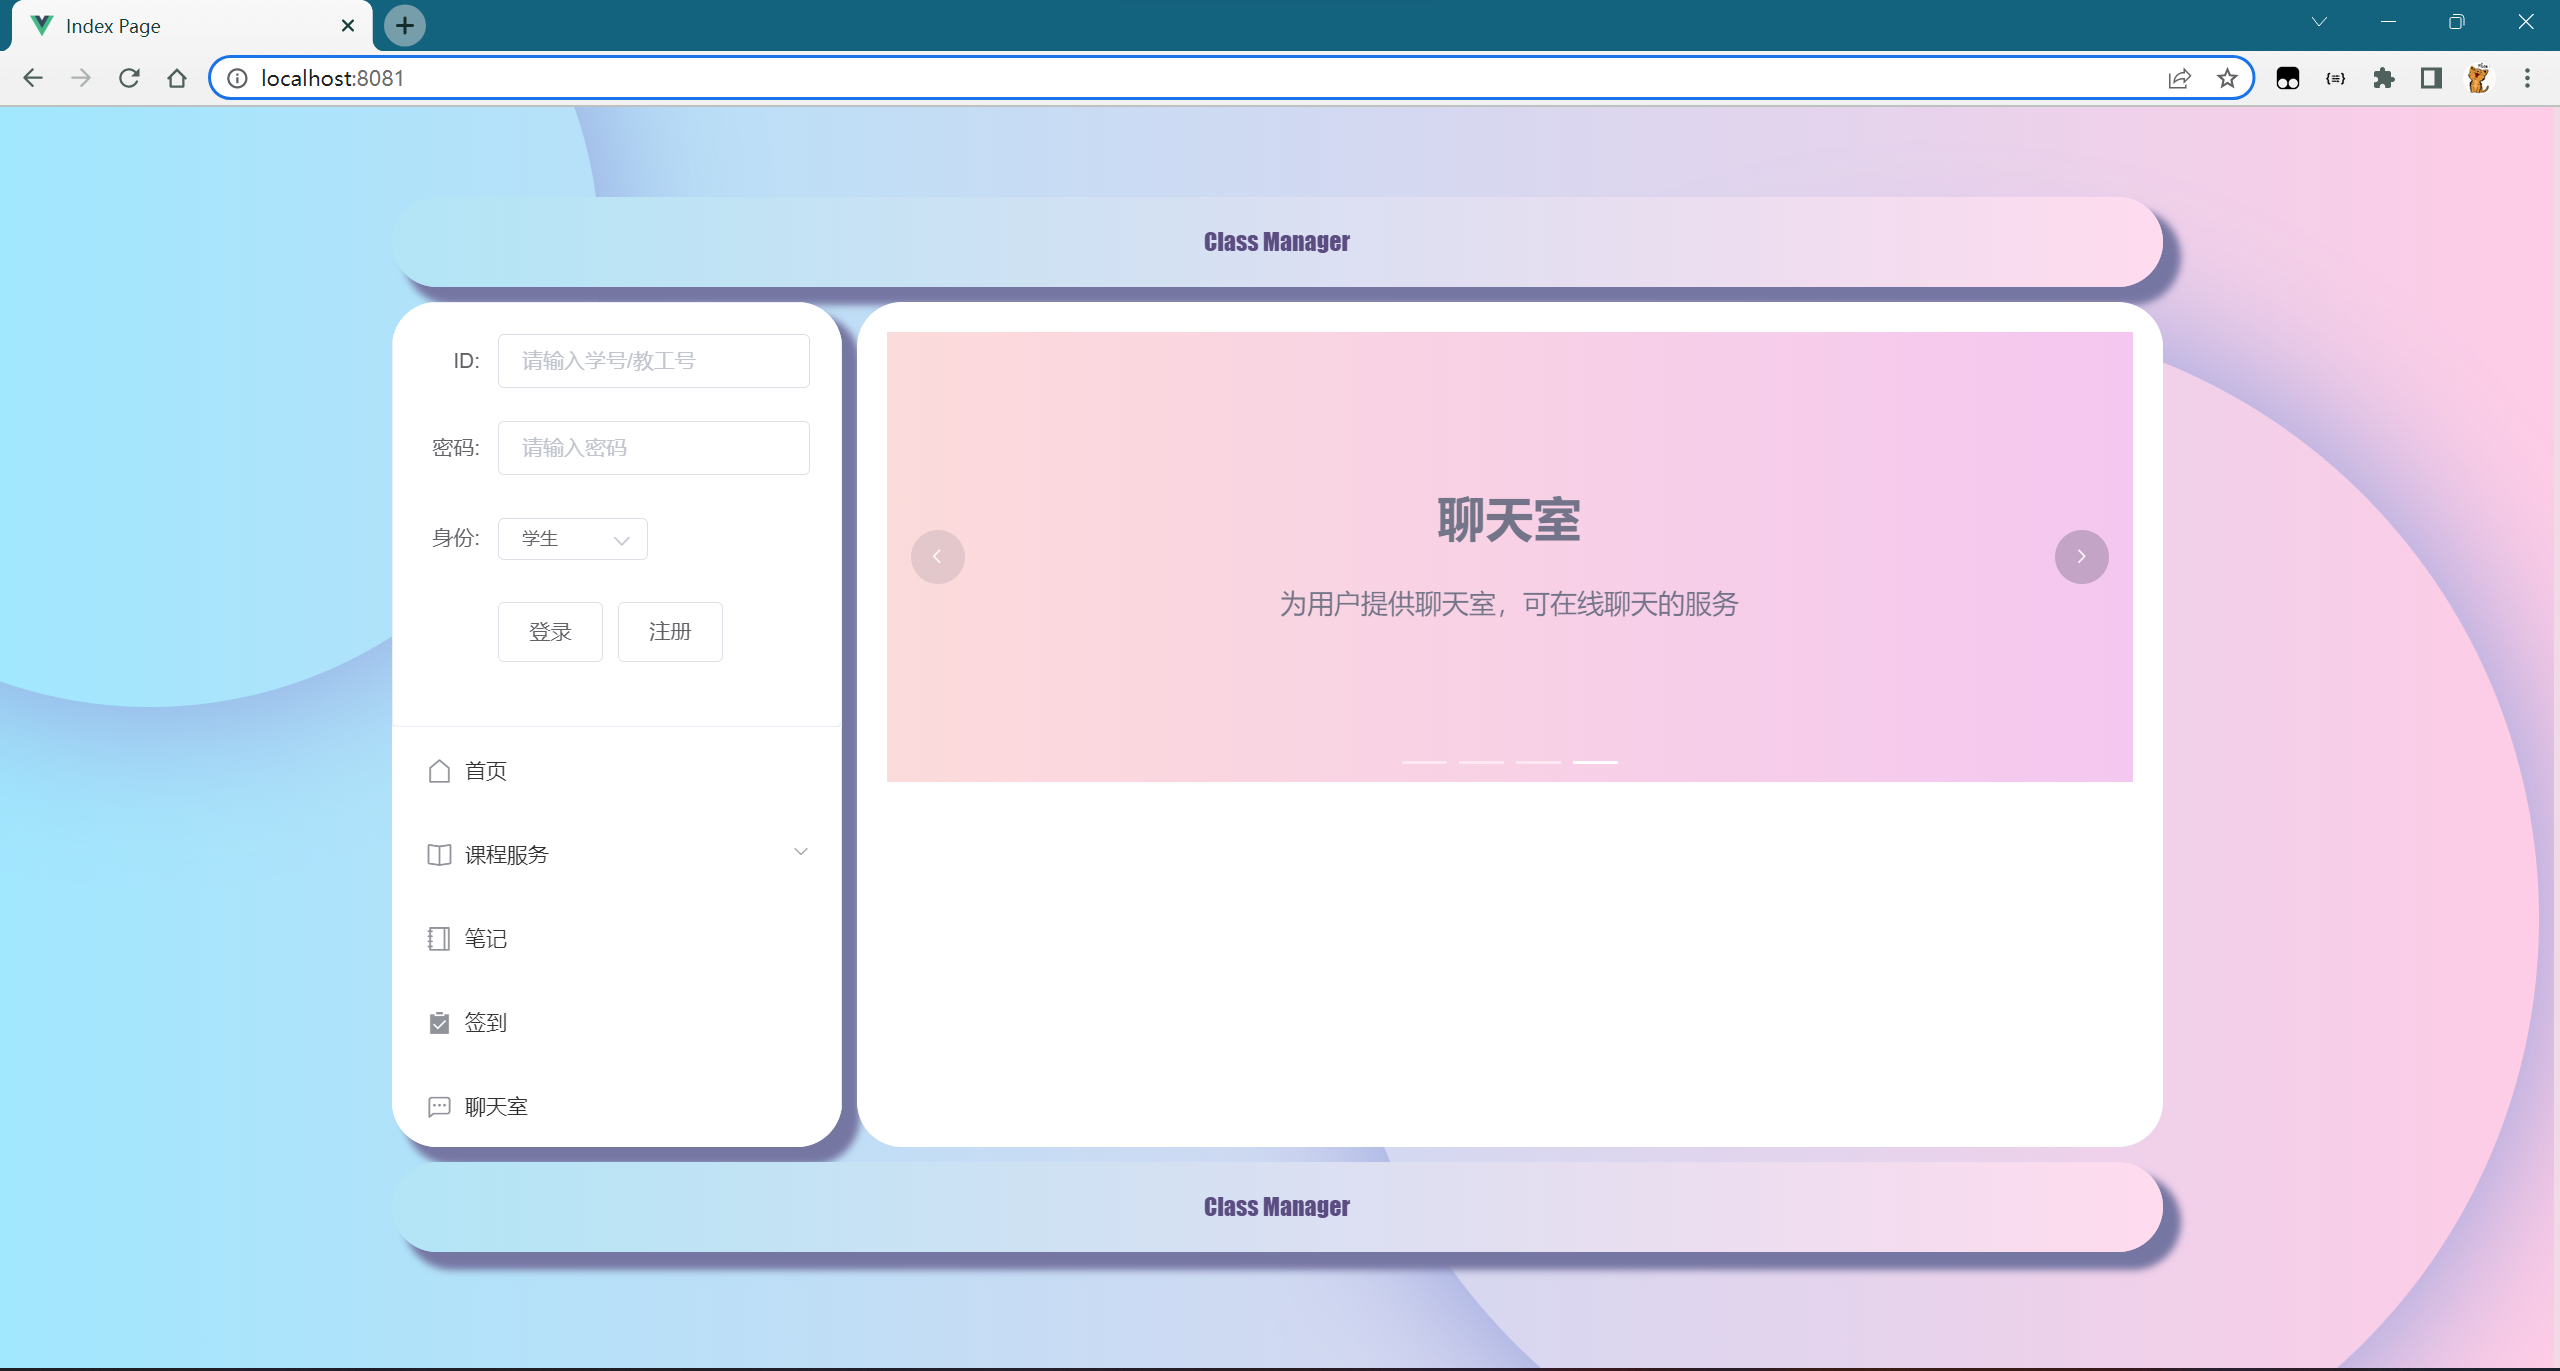 Index Page
localhost:8081
Class Manager
ID:
请输入学号/教工号
密码:
请输入密码
身份:
学生
登录
注册
首页
课程服务
笔记
签到
聊天室
聊天室
为用户提供聊天室，可在线聊天的服务
Class Manager